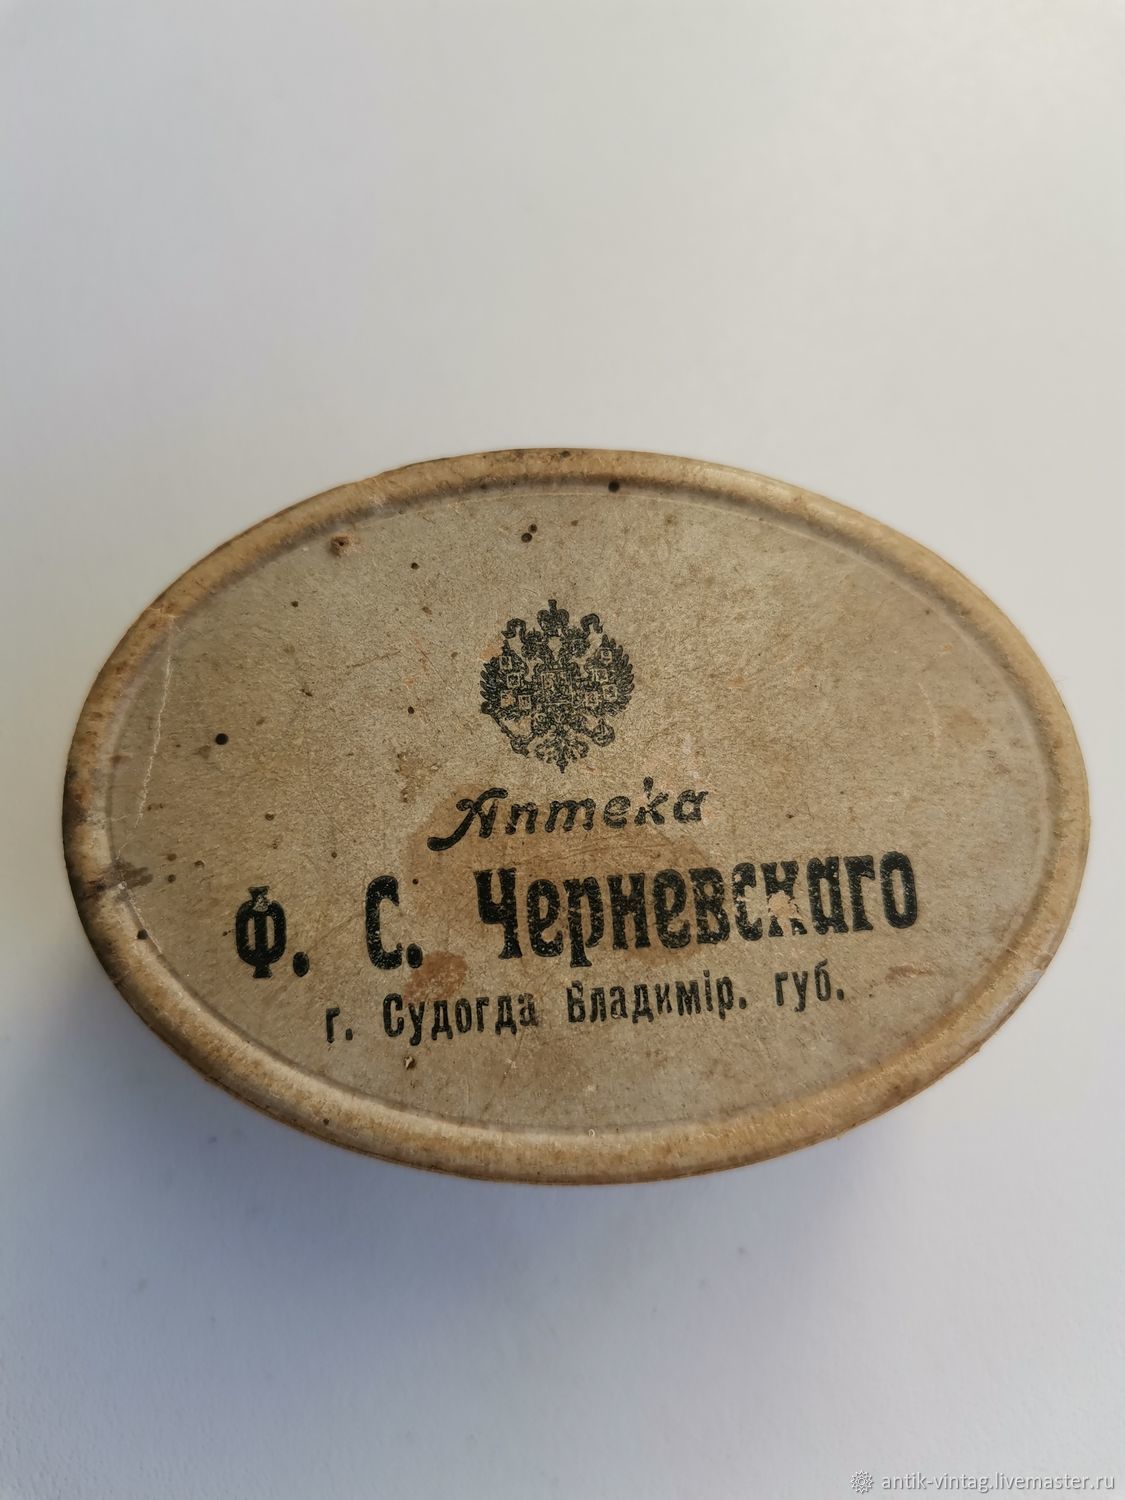 Аптека
Ф. С. Черневскаго
г. Судогда Владимір. губ.
antik-vintag.livemaster.ru